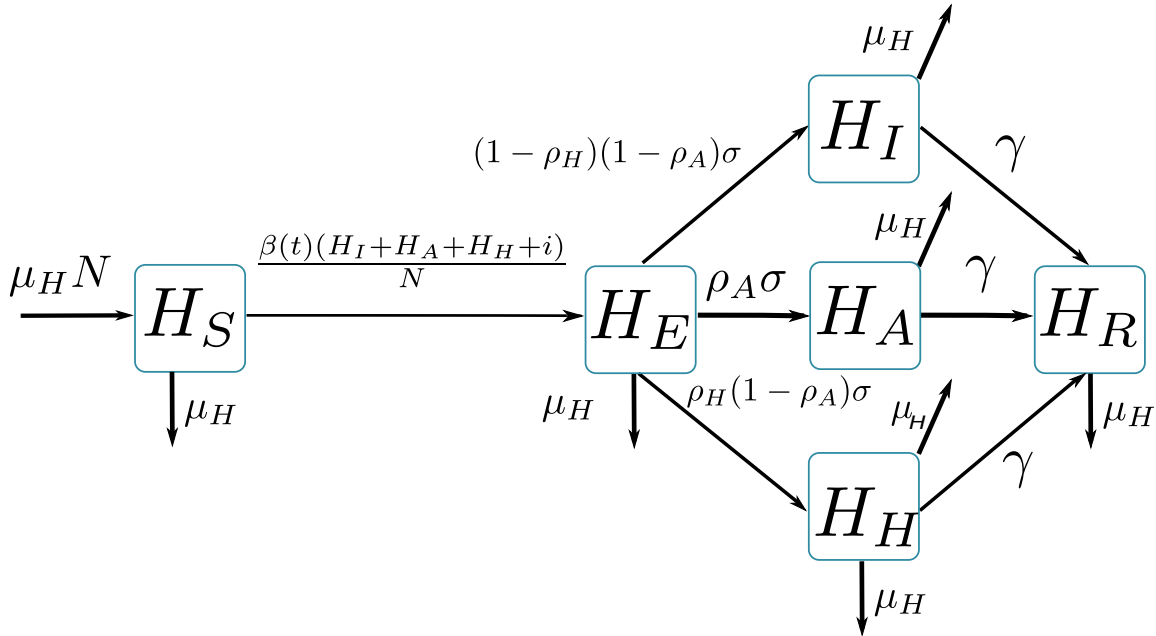 μ_H
H_I
(1 − ρ_H)(1 − ρ_A)σ
γ
μ_H
μ_H N
β(t)(H_I+H_A+H_H+i)
N
H_S
H_E
ρ_Aσ
H_A
γ
H_R
μ_H
μ_H
ρ_H(1 − ρ_A)σ
μ_H
μ_H
H_H
γ
μ_H